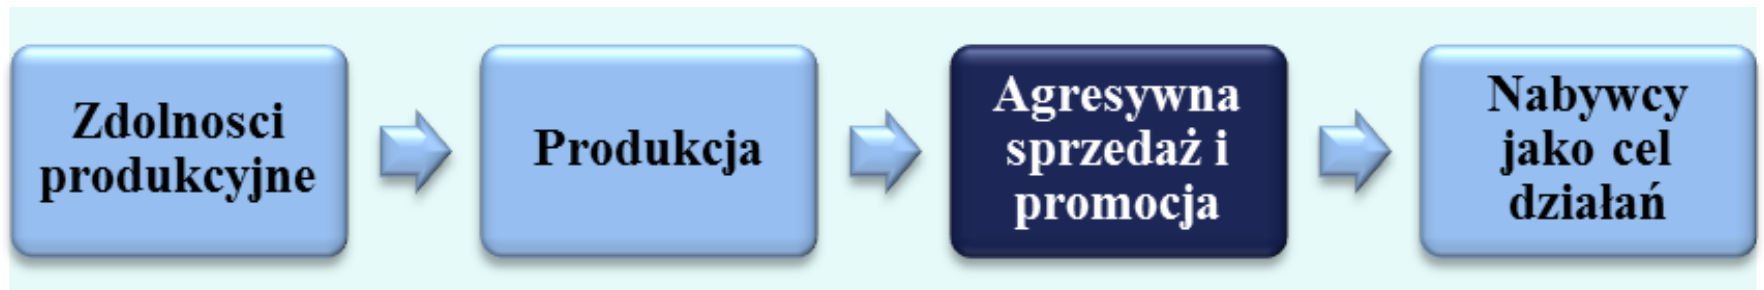 Zdolnosci
produkcyjne
Produkcja
Agresywna
sprzedaż i
promocja
Nabywcy
jako cel
działań